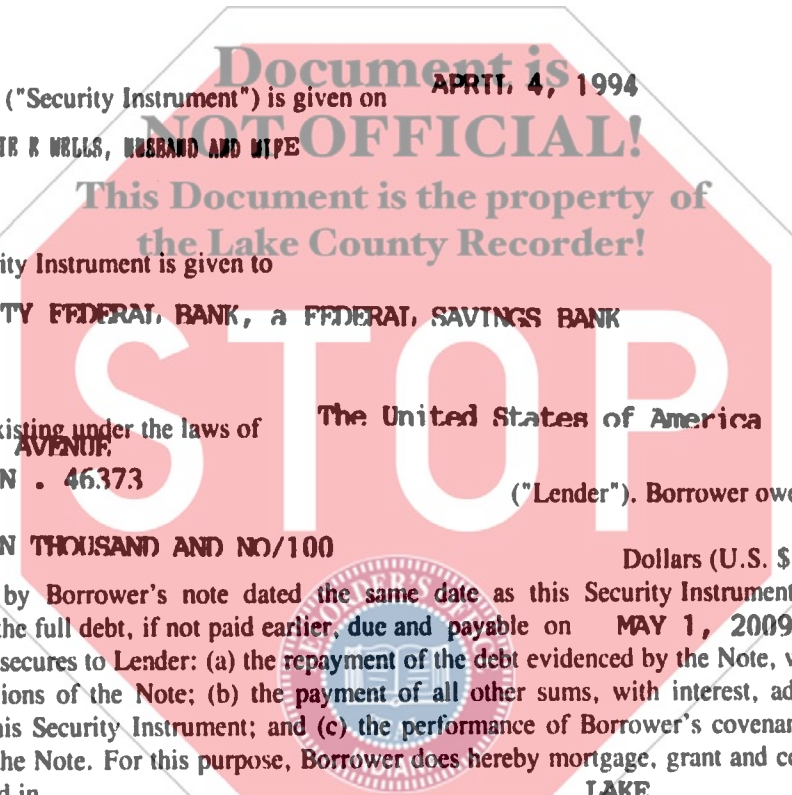 Document is
("Security Instrument") is given on APRIL 4, 1994
NOT OFFICIAL!
WELLS, HUSBAND AND WIFE
This Document is the property of
the Lake County Recorder!
ity Instrument is given to
TY FEDERAL BANK, a FEDERAL SAVINGS BANK
STOP
xisting under the laws of The United States of America
AVENUE
N . 46373
("Lender"). Borrower owe
N THOUSAND AND NO/100
Dollars (U.S. $
by Borrower's note dated the same date as this Security Instrument
the full debt, if not paid earlier, due and payable on MAY 1, 2009
secures to Lender: (a) the repayment of the debt evidenced by the Note, v
ions of the Note; (b) the payment of all other sums, with interest, ad
his Security Instrument; and (c) the performance of Borrower's covenan
the Note. For this purpose, Borrower does hereby mortgage, grant and co
d in LAKE